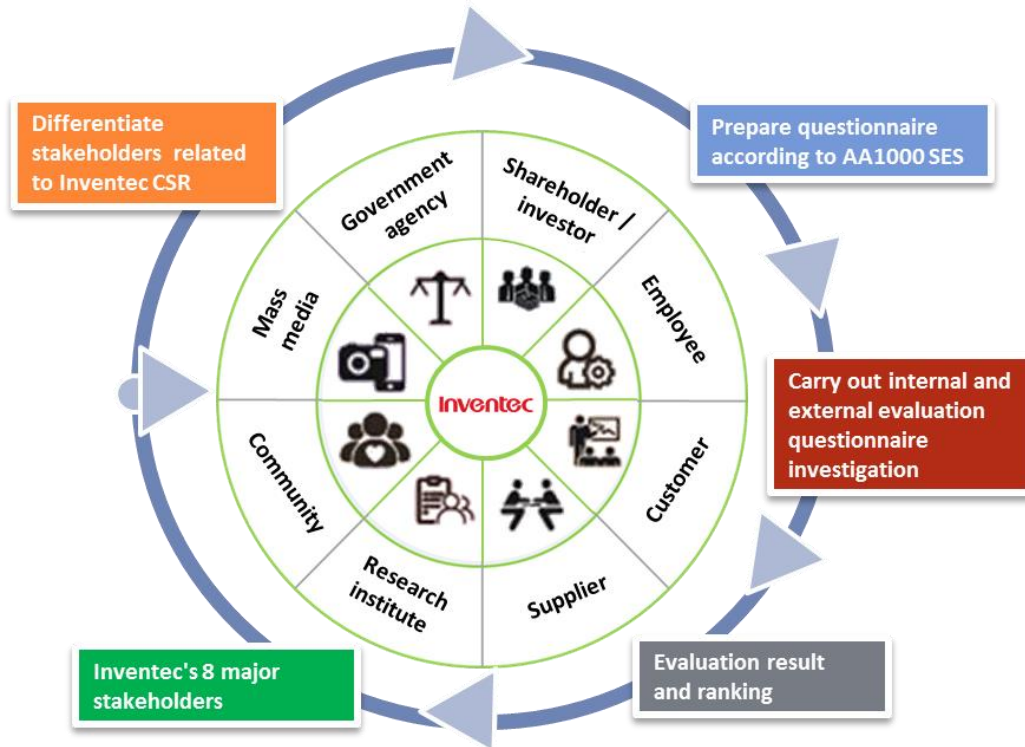 Differentiate
stakeholders related
to Inventec CSR
Prepare questionnaire
according to AA1000 SES
Carry out internal and
external evaluation
questionnaire
investigation
Evaluation result
and ranking
Inventec's 8 major
stakeholders
Government
agency
Shareholder /
investor
Employee
Customer
Supplier
Research
institute
Community
Mass
media
Inventec